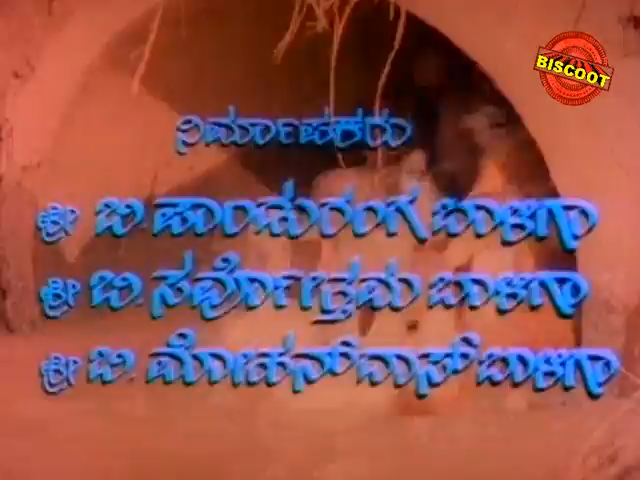 BISCOOT
ನಿರ್ಮಾಪಕರು
ಶ್ರೀ ಬಿ. ಪಾಂಡುರಂಗ ಬಾಳಿಗಾ
ಶ್ರೀ ಬಿ. ಸರ್ವೋತ್ತಮ ಬಾಳಿಗಾ
ಶ್ರೀ ಬಿ. ಮೋಹನ್‌ದಾಸ್ ಬಾಳಿಗಾ